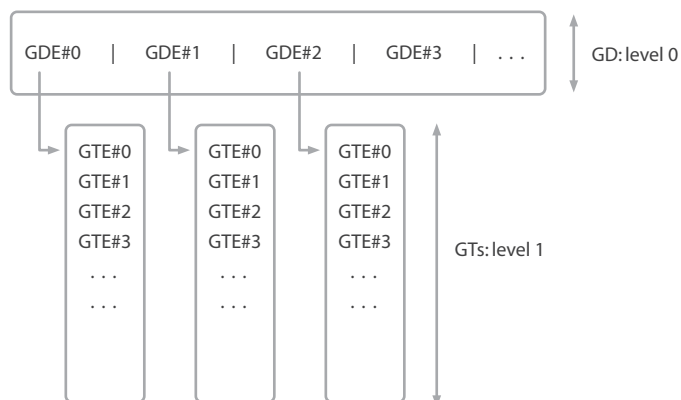 GDE#0 | GDE#1 | GDE#2 | GDE#3 | . . .
GD: level 0
GTE#0 GTE#0 GTE#0
GTE#1 GTE#1 GTE#1
GTE#2 GTE#2 GTE#2
GTE#3 GTE#3 GTE#3
. . . . . . . . .
. . . . . . . . .
GTs: level 1